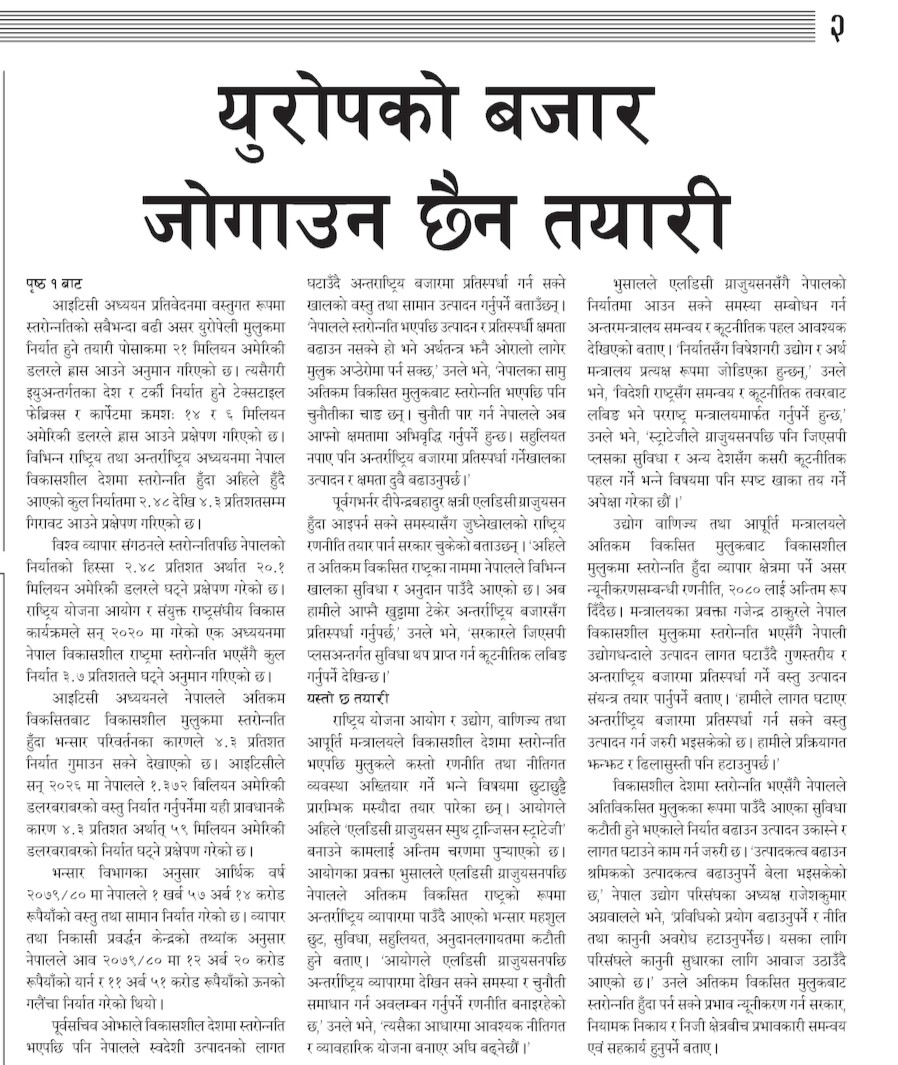 २
युरोपको बजार
जोगाउन छैन तयारी
पृष्ठ १ बाट
आइटिसी अध्ययन प्रतिवेदनमा वस्तुगत रूपमा
स्तरोन्नतिको सबैभन्दा बढी असर युरोपेली मुलुकमा
निर्यात हुने तयारी पोसाकमा २१ मिलियन अमेरिकी
डलरले ह्रास आउने अनुमान गरिएको छ। त्यसैगरी
इयुअन्तर्गतका देश र टर्की निर्यात हुने टेक्सटाइल
फेब्रिक्स र कार्पेटमा क्रमशः १४ र ६ मिलियन
अमेरिकी डलरले ह्रास आउने प्रक्षेपण गरिएको छ।
विभिन्न राष्ट्रिय तथा अन्तर्राष्ट्रिय अध्ययनमा नेपाल
विकासशील देशमा स्तरोन्नति हुँदा अहिले हुँदै
आएको कुल निर्यातमा २.४८ देखि ४.३ प्रतिशतसम्म
गिरावट आउने प्रक्षेपण गरिएको छ।
विश्व व्यापार संगठनले स्तरोन्नतिपछि नेपालको
निर्यातको हिस्सा २.४८ प्रतिशत अर्थात २०.१
मिलियन अमेरिकी डलरले घट्ने प्रक्षेपण गरेको छ।
राष्ट्रिय योजना आयोग र संयुक्त राष्ट्रसंघीय विकास
कार्यक्रमले सन् २०२० मा गरेको एक अध्ययनमा
नेपाल विकासशील राष्ट्रमा स्तरोन्नति भएसँगै कुल
निर्यात ३.७ प्रतिशतले घट्ने अनुमान गरिएको छ।
आइटिसी अध्ययनले नेपालले अतिकम
विकसितबाट विकासशील मुलुकमा स्तरोन्नति
हुँदा भन्सार परिवर्तनका कारणले ४.३ प्रतिशत
निर्यात गुमाउन सक्ने देखाएको छ। आइटिसीले
सन् २०२६ मा नेपालले १.३७२ बिलियन अमेरिकी
डलरबराबरको वस्तु निर्यात गर्नुपर्नेमा यही प्रावधानकै
कारण ४.३ प्रतिशत अर्थात् ५९ मिलियन अमेरिकी
डलरबराबरको निर्यात घट्ने प्रक्षेपण गरेको छ।
भन्सार विभागका अनुसार आर्थिक वर्ष
२०७९/८० मा नेपालले १ खर्ब ५७ अर्ब १४ करोड
रूपैयाँको वस्तु तथा सामान निर्यात गरेको छ। व्यापार
तथा निकासी प्रवर्द्धन केन्द्रको तथ्यांक अनुसार
नेपालले आव २०७९/८० मा १२ अर्ब २० करोड
रूपैयाँको यार्न र ११ अर्ब ५१ करोड रूपैयाँको ऊनको
गलैंचा निर्यात गरेको थियो।
पूर्वसचिव ओझाले विकासशील देशमा स्तरोन्नति
भएपछि पनि नेपालले स्वदेशी उत्पादनको लागत
घटाउँदै अन्तराष्ट्रिय बजारमा प्रतिस्पर्धा गर्न सक्ने
खालको वस्तु तथा सामान उत्पादन गर्नुपर्ने बताउँछन्।
'नेपालले स्तरोन्नति भएपछि उत्पादन र प्रतिस्पर्धी क्षमता
बढाउन नसक्ने हो भने अर्थतन्त्र झनै ओरालो लागेर
मुलुक अप्ठेरोमा पर्न सक्छ,' उनले भने, 'नेपालका सामु
अतिकम विकसित मुलुकबाट स्तरोन्नति भएपछि पनि
चुनौतीका चाङ छन्। चुनौती पार गर्न नेपालले अब
आफ्नो क्षमतामा अभिवृद्धि गर्नुपर्ने हुन्छ। सहुलियत
नपाए पनि अन्तर्राष्ट्रिय बजारमा प्रतिस्पर्धा गर्नेखालका
उत्पादन र क्षमता दुवै बढाउनुपर्छ।'
पूर्वगभर्नर दीपेन्द्रबहादुर क्षत्री एलडिसी ग्राजुयसन
हुँदा आइपर्न सक्ने समस्यासँग जुध्नेखालको राष्ट्रिय
रणनीति तयार पार्न सरकार चुकेको बताउछन्। 'अहिले
त अतिकम विकसित राष्ट्रका नाममा नेपालले विभिन्न
खालका सुविधा र अनुदान पाउँदै आएको छ। अब
हामीले आफ्नै खुट्टामा टेकेर अन्तर्राष्ट्रिय बजारसँग
प्रतिस्पर्धा गर्नुपर्छ,' उनले भने, 'सरकारले जिएसपी
प्लसअन्तर्गत सुविधा थप प्राप्त गर्न कूटनीतिक लबिङ
गर्नुपर्ने देखिन्छ।'
यस्तो छ तयारी
राष्ट्रिय योजना आयोग र उद्योग, वाणिज्य तथा
आपूर्ति मन्त्रालयले विकासशील देशमा स्तरोन्नति
भएपछि मुलुकले कस्तो रणनीति तथा नीतिगत
व्यवस्था अख्तियार गर्ने भन्ने विषयमा छुटाछुट्टै
प्रारम्भिक मस्यौदा तयार पारेका छन्। आयोगले
अहिले 'एलडिसी ग्राजुयसन स्मुथ ट्रान्जिसन स्ट्राटेजी'
बनाउने कामलाई अन्तिम चरणमा पुऱ्याएको छ।
आयोगका प्रवक्ता भुसालले एलडिसी ग्राजुयसनपछि
नेपालले अतिकम विकसित राष्ट्रको रूपमा
अन्तर्राष्ट्रिय व्यापारमा पाउँदै आएको भन्सार महशुल
छुट, सुविधा, सहुलियत, अनुदानलगायतमा कटौती
हुने बताए। 'आयोगले एलडिसी ग्राजुयसनपछि
अन्तर्राष्ट्रिय व्यापारमा देखिन सक्ने समस्या र चुनौती
समाधान गर्न अवलम्बन गर्नुपर्ने रणनीति बनाइरहेको
छ,' उनले भने, 'त्यसैका आधारमा आवश्यक नीतिगत
र व्यावहारिक योजना बनाएर अघि बढ्नेछौं।'
भुसालले एलडिसी ग्राजुयसनसँगै नेपालको
निर्यातमा आउन सक्ने समस्या सम्बोधन गर्न
अन्तरमन्त्रालय समन्वय र कूटनीतिक पहल आवश्यक
देखिएको बताए। 'निर्यातसँग विषेशगरी उद्योग र अर्थ
मन्त्रालय प्रत्यक्ष रूपमा जोडिएका हुन्छन्,' उनले
भने, 'विदेशी राष्ट्रसँग समन्वय र कूटनीतिक तवरबाट
लबिङ भने परराष्ट्र मन्त्रालयमार्फत गर्नुपर्ने हुन्छ,'
उनले भने, 'स्ट्राटेजीले ग्राजुयसनपछि पनि जिएसपी
प्लसका सुविधा र अन्य देशसँग कसरी कूटनीतिक
पहल गर्ने भन्ने विषयमा पनि स्पष्ट खाका तय गर्ने
अपेक्षा गरेका छौं।'
उद्योग वाणिज्य तथा आपूर्ति मन्त्रालयले
अतिकम विकसित मुलुकबाट विकासशील
मुलुकमा स्तरोन्नति हुँदा व्यापार क्षेत्रमा पर्ने असर
न्यूनीकरणसम्बन्धी रणनीति, २०८० लाई अन्तिम रूप
दिँदैछ। मन्त्रालयका प्रवक्ता गजेन्द्र ठाकुरले नेपाल
विकासशील मुलुकमा स्तरोन्नति भएसँगै नेपाली
उद्योगधन्दाले उत्पादन लागत घटाउँदै गुणस्तरीय र
अन्तराष्ट्रिय बजारमा प्रतिस्पर्धा गर्ने वस्तु उत्पादन
संयन्त्र तयार पार्नुपर्ने बताए। 'हामीले लागत घटाएर
अन्तर्राष्ट्रिय बजारमा प्रतिस्पर्धा गर्न सक्ने वस्तु
उत्पादन गर्न जरुरी भइसकेको छ। हामीले प्रक्रियागत
झन्झट र ढिलासुस्ती पनि हटाउनुपर्छ।'
विकासशील देशमा स्तरोन्नति भएसँगै नेपालले
अतिविकसित मुलुकका रूपमा पाउँदै आएका सुविधा
कटौती हुने भएकाले निर्यात बढाउन उत्पादन उकास्ने र
लागत घटाउने काम गर्न जरुरी छ। 'उत्पादकत्व बढाउन
श्रमिकको उत्पादकत्व बढाउनुपर्ने बेला भइसकेको
छ,' नेपाल उद्योग परिसंघका अध्यक्ष राजेशकुमार
अग्रवालले भने, 'प्रविधिको प्रयोग बढाउनुपर्ने र नीति
तथा कानुनी अवरोध हटाउनुपर्नेछ। यसका लागि
परिसंघले कानुनी सुधारका लागि आवाज उठाउँदै
आएको छ।' उनले अतिकम विकसित मुलुकबाट
स्तरोन्नति हुँदा पर्न सक्ने प्रभाव न्यूनीकरण गर्न सरकार,
नियामक निकाय र निजी क्षेत्रबीच प्रभावकारी समन्वय
एवं सहकार्य हुनुपर्ने बताए।